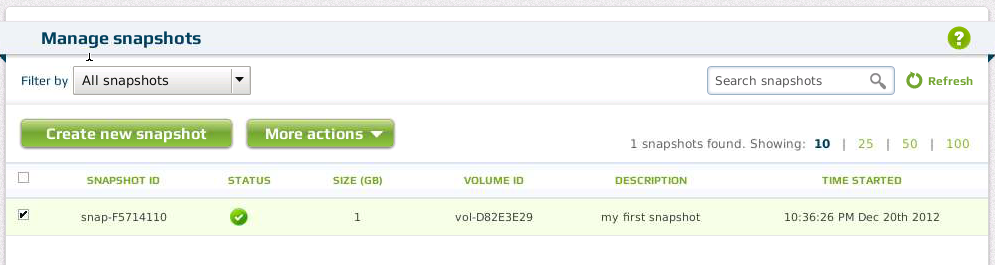 Manage snapshots
?
Filter by All snapshots Search snapshots Refresh
Create new snapshot More actions 1 snapshots found. Showing: 10 | 25 | 50 | 100
SNAPSHOT ID STATUS SIZE (GB) VOLUME ID DESCRIPTION TIME STARTED
snap-F5714110 1 vol-D82E3E29 my first snapshot 10:36:26 PM Dec 20th 2012